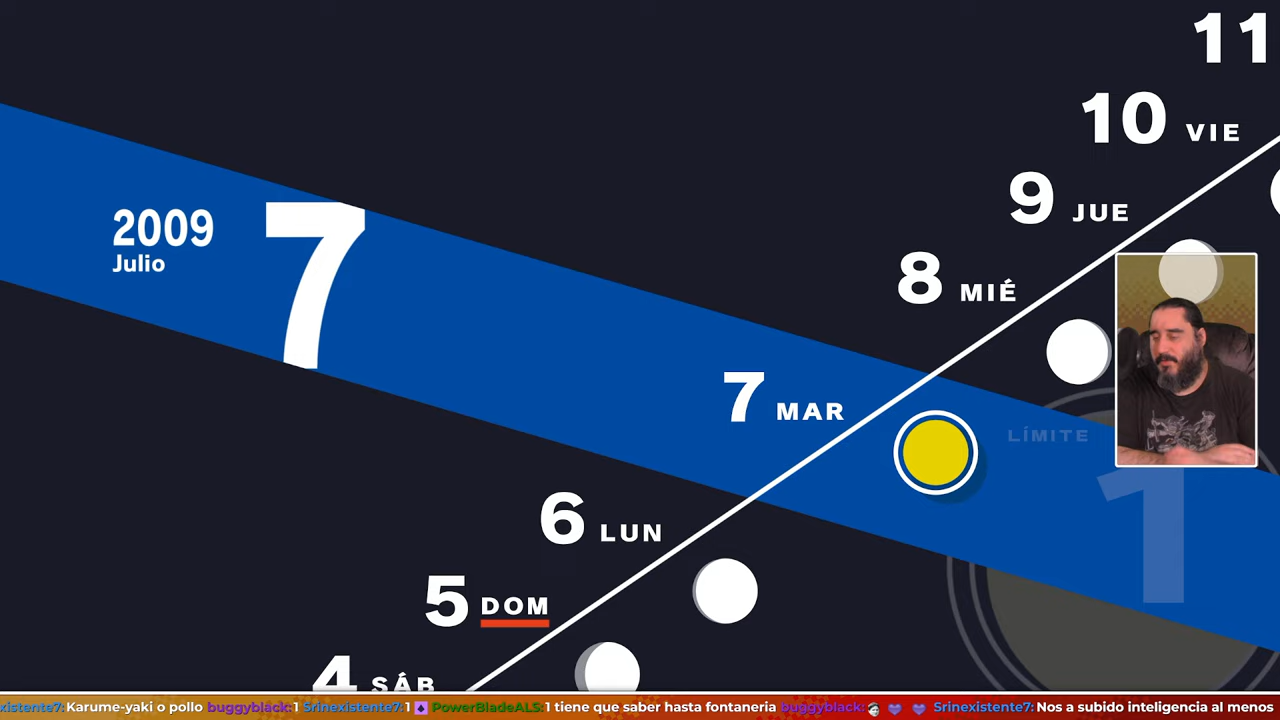 11
10 VIE
9 JUE
8 MIÉ
2009
Julio
7
7 MAR
LÍMITE
1
6 LUN
5 DOM
4 SÁB
xistente7: Karume-yaki o pollo buggyblack: 1 Srinexistente7: 1 PowerBladeALS: 1 tiene que saber hasta fontaneria buggyblack: Srinexistente7: Nos a subido inteligencia al menos